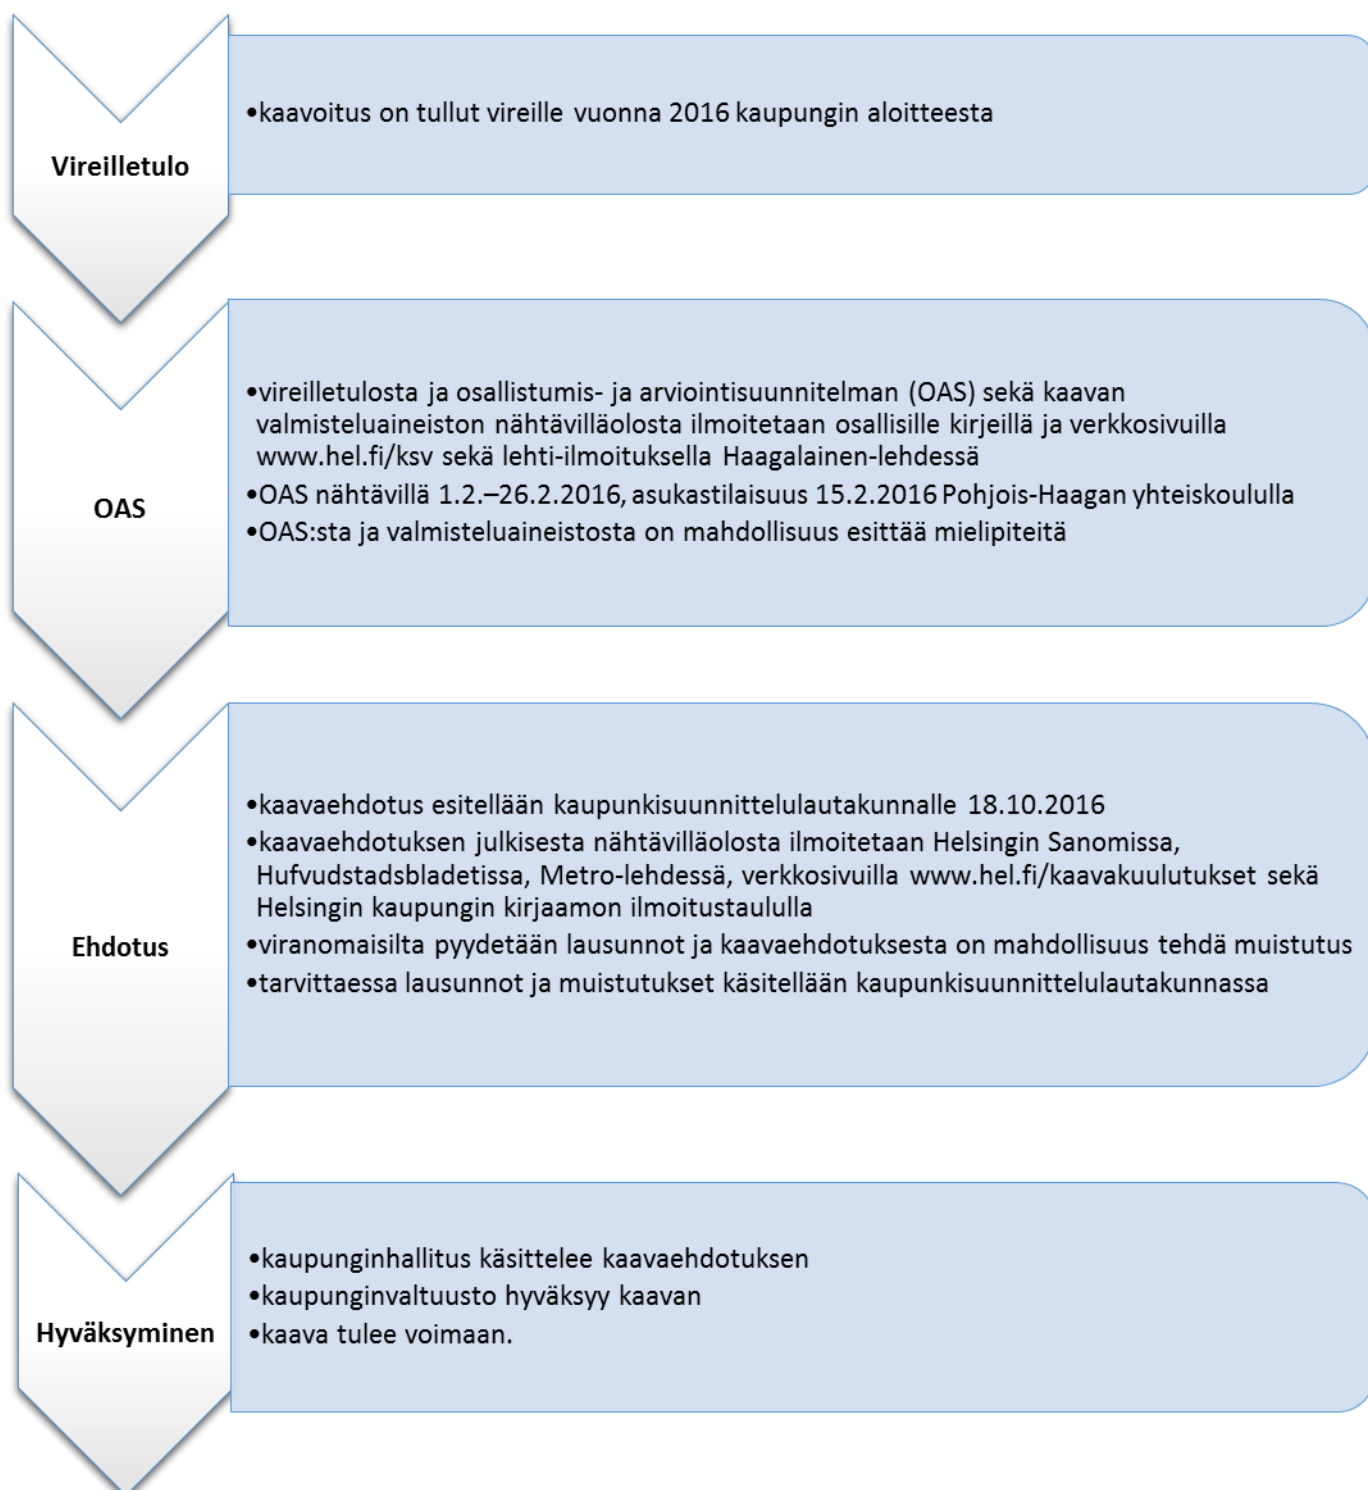 Vireilletulo
•kaavoitus on tullut vireille vuonna 2016 kaupungin aloitteesta
OAS
•vireilletulosta ja osallistumis- ja arviointisuunnitelman (OAS) sekä kaavan
valmisteluaineiston nähtävilläolosta ilmoitetaan osallisille kirjeillä ja verkkosivuilla
www.hel.fi/ksv sekä lehti-ilmoituksella Haagalainen-lehdessä
•OAS nähtävillä 1.2.–26.2.2016, asukastilaisuus 15.2.2016 Pohjois-Haagan yhteiskoululla
•OAS:sta ja valmisteluaineistosta on mahdollisuus esittää mielipiteitä
Ehdotus
•kaavaehdotus esitellään kaupunkisuunnittelulautakunnalle 18.10.2016
•kaavaehdotuksen julkisesta nähtävilläolosta ilmoitetaan Helsingin Sanomissa,
Hufvudstadsbladetissa, Metro-lehdessä, verkkosivuilla www.hel.fi/kaavakuulutukset sekä
Helsingin kaupungin kirjaamon ilmoitustaululla
•viranomaisilta pyydetään lausunnot ja kaavaehdotuksesta on mahdollisuus tehdä muistutus
•tarvittaessa lausunnot ja muistutukset käsitellään kaupunkisuunnittelulautakunnassa
Hyväksyminen
•kaupunginhallitus käsittelee kaavaehdotuksen
•kaupunginvaltuusto hyväksyy kaavan
•kaava tulee voimaan.